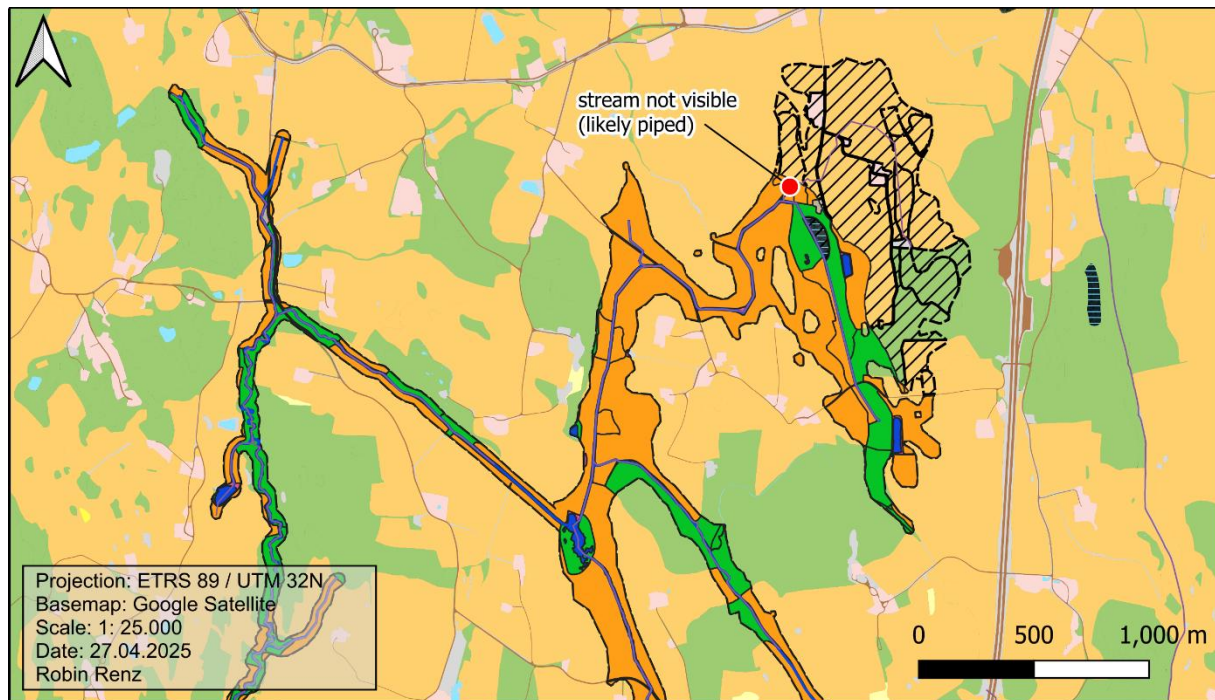 stream not visible
(likely piped)
Projection: ETRS 89 / UTM 32N
Basemap: Google Satellite
Scale: 1: 25.000
Date: 27.04.2025
Robin Renz
0 500 1,000 m